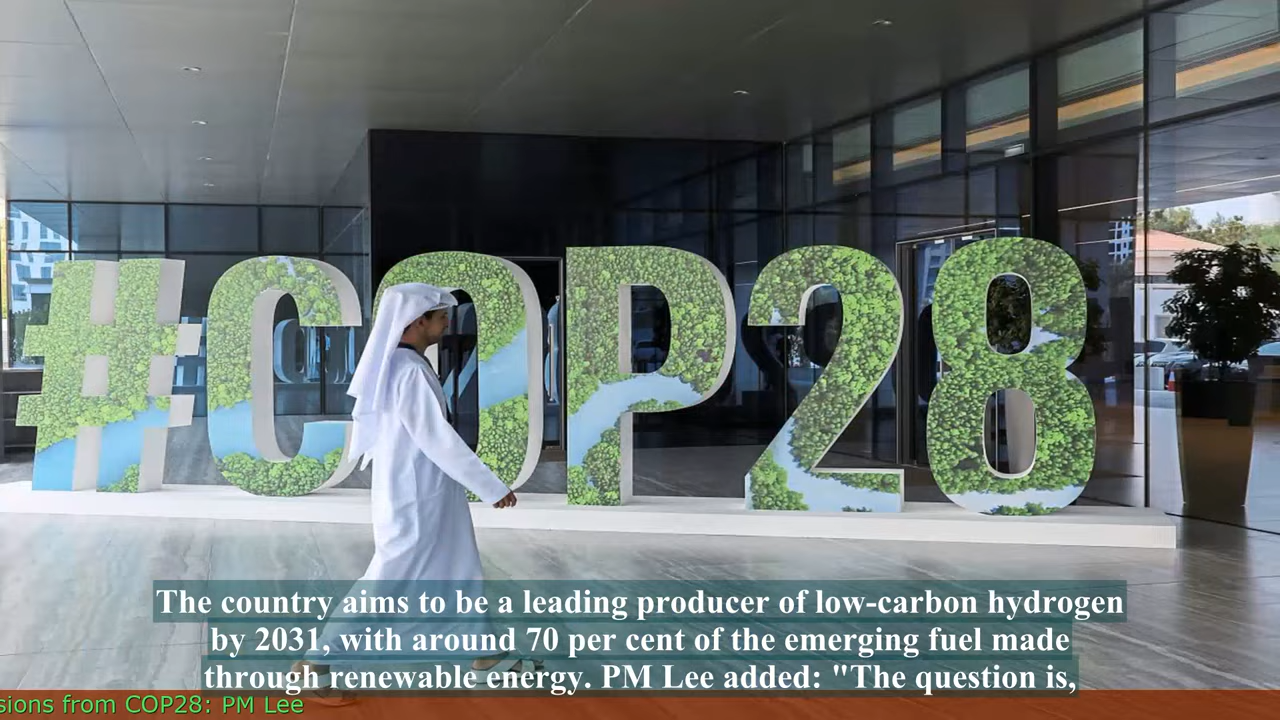 #COP28
The country aims to be a leading producer of low-carbon hydrogen
by 2031, with around 70 per cent of the emerging fuel made
through renewable energy. PM Lee added: "The question is,
sions from COP28: PM Lee